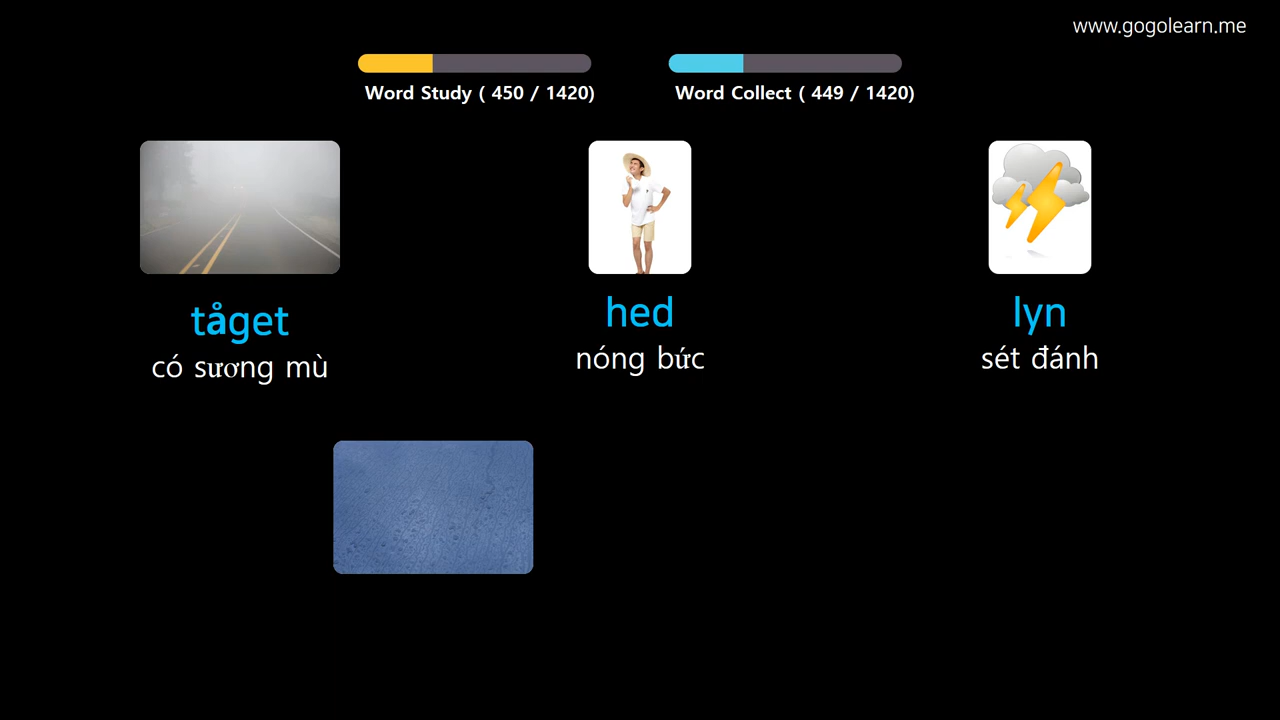 www.gogolearn.me
Word Study ( 450 / 1420)
Word Collect ( 449 / 1420)
tåget
có sương mù
hed
nóng bức
lyn
sét đánh